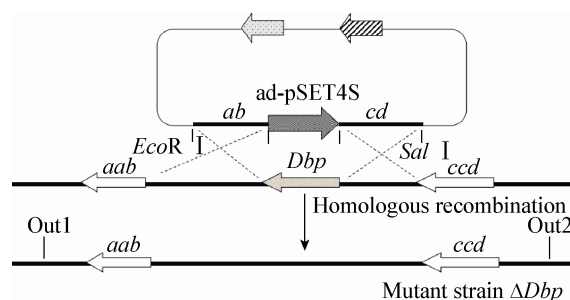 ad-pSET4S
ab
cd
EcoR I
Sal I
aab
Dbp
ccd
Homologous recombination
Out1
Out2
aab
ccd
Mutant strain ΔDbp